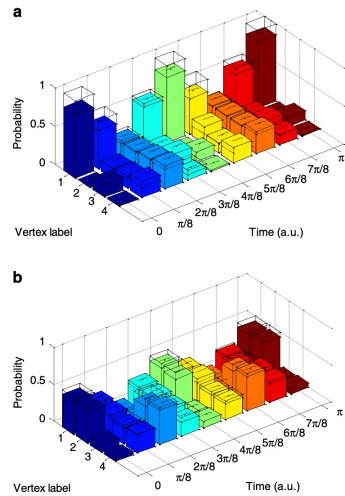 a
1
0.5
0
Probability
1
2
3
4
Vertex label
0
π/8
2π/8
3π/8
4π/8
5π/8
6π/8
7π/8
π
Time (a.u.)
b
1
0.5
0
Probability
1
2
3
4
Vertex label
0
π/8
2π/8
3π/8
4π/8
5π/8
6π/8
7π/8
π
Time (a.u.)